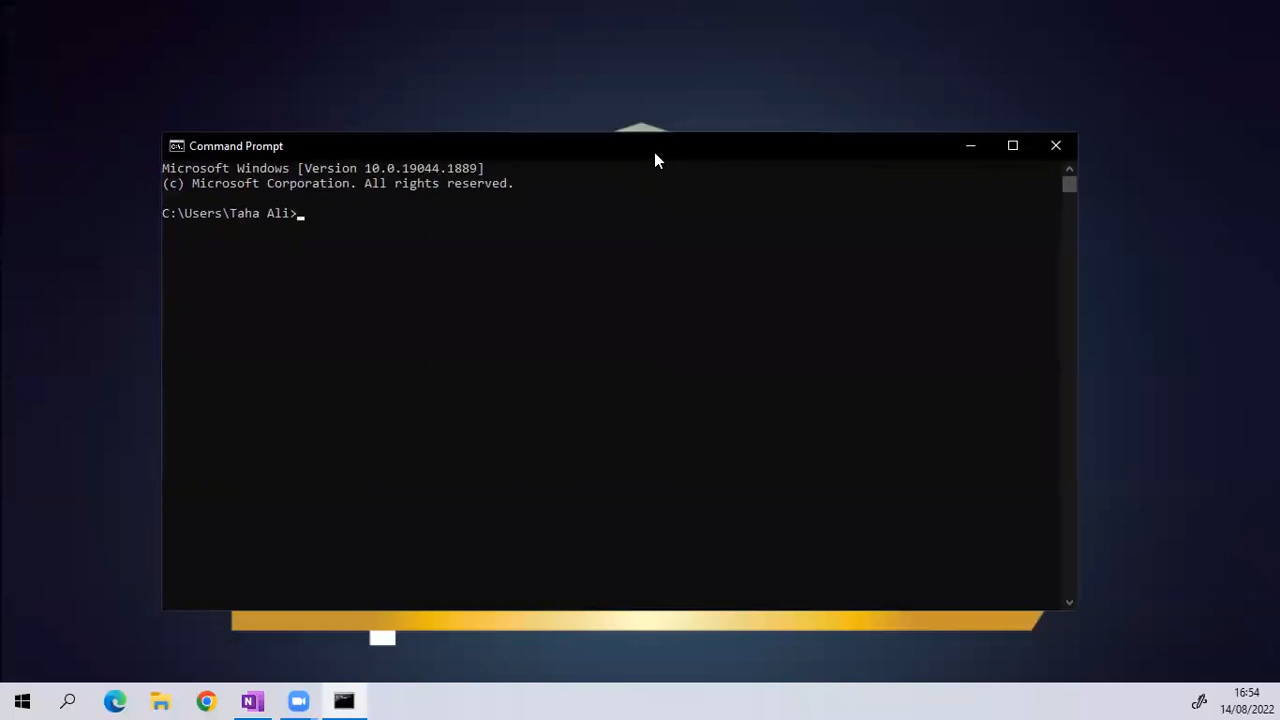 Command Prompt
Microsoft Windows [Version 10.0.19044.1889]
(c) Microsoft Corporation. All rights reserved.
C:\Users\Taha Ali>
16:54
14/08/2022